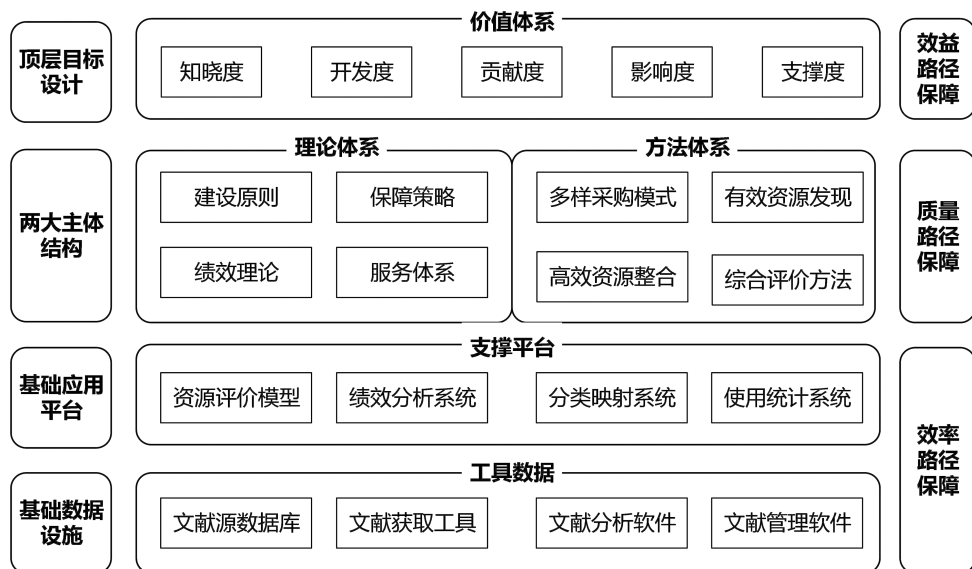 顶层目标
设计
价值体系
知晓度
开发度
贡献度
影响度
支撑度
效益
路径
保障
两大主体
结构
理论体系
建设原则
保障策略
绩效理论
服务体系
方法体系
多样采购模式
有效资源发现
高效资源整合
综合评价方法
质量
路径
保障
基础应用
平台
支撑平台
资源评价模型
绩效分析系统
分类映射系统
使用统计系统
基础数据
设施
工具数据
文献源数据库
文献获取工具
文献分析软件
文献管理软件
效率
路径
保障